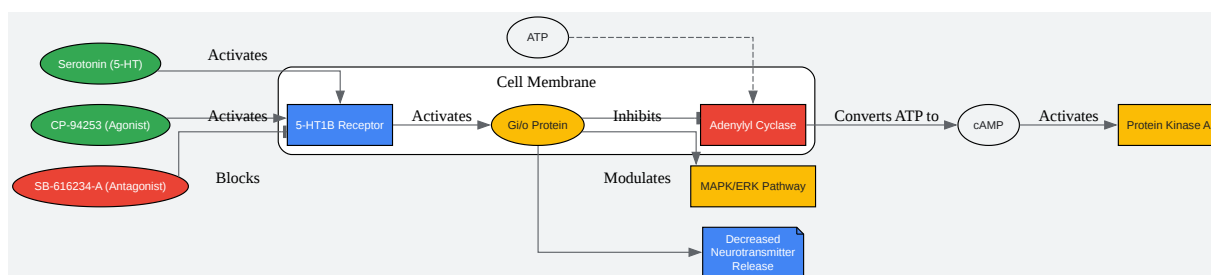 ATP
Serotonin (5-HT)
Activates
Cell Membrane
CP-94253 (Agonist)
Activates
5-HT1B Receptor
Activates
Gi/o Protein
Inhibits
Adenylyl Cyclase
Converts ATP to
cAMP
Activates
Protein Kinase A
SB-616234-A (Antagonist)
Blocks
Modulates
MAPK/ERK Pathway
Decreased
Neurotransmitter
Release